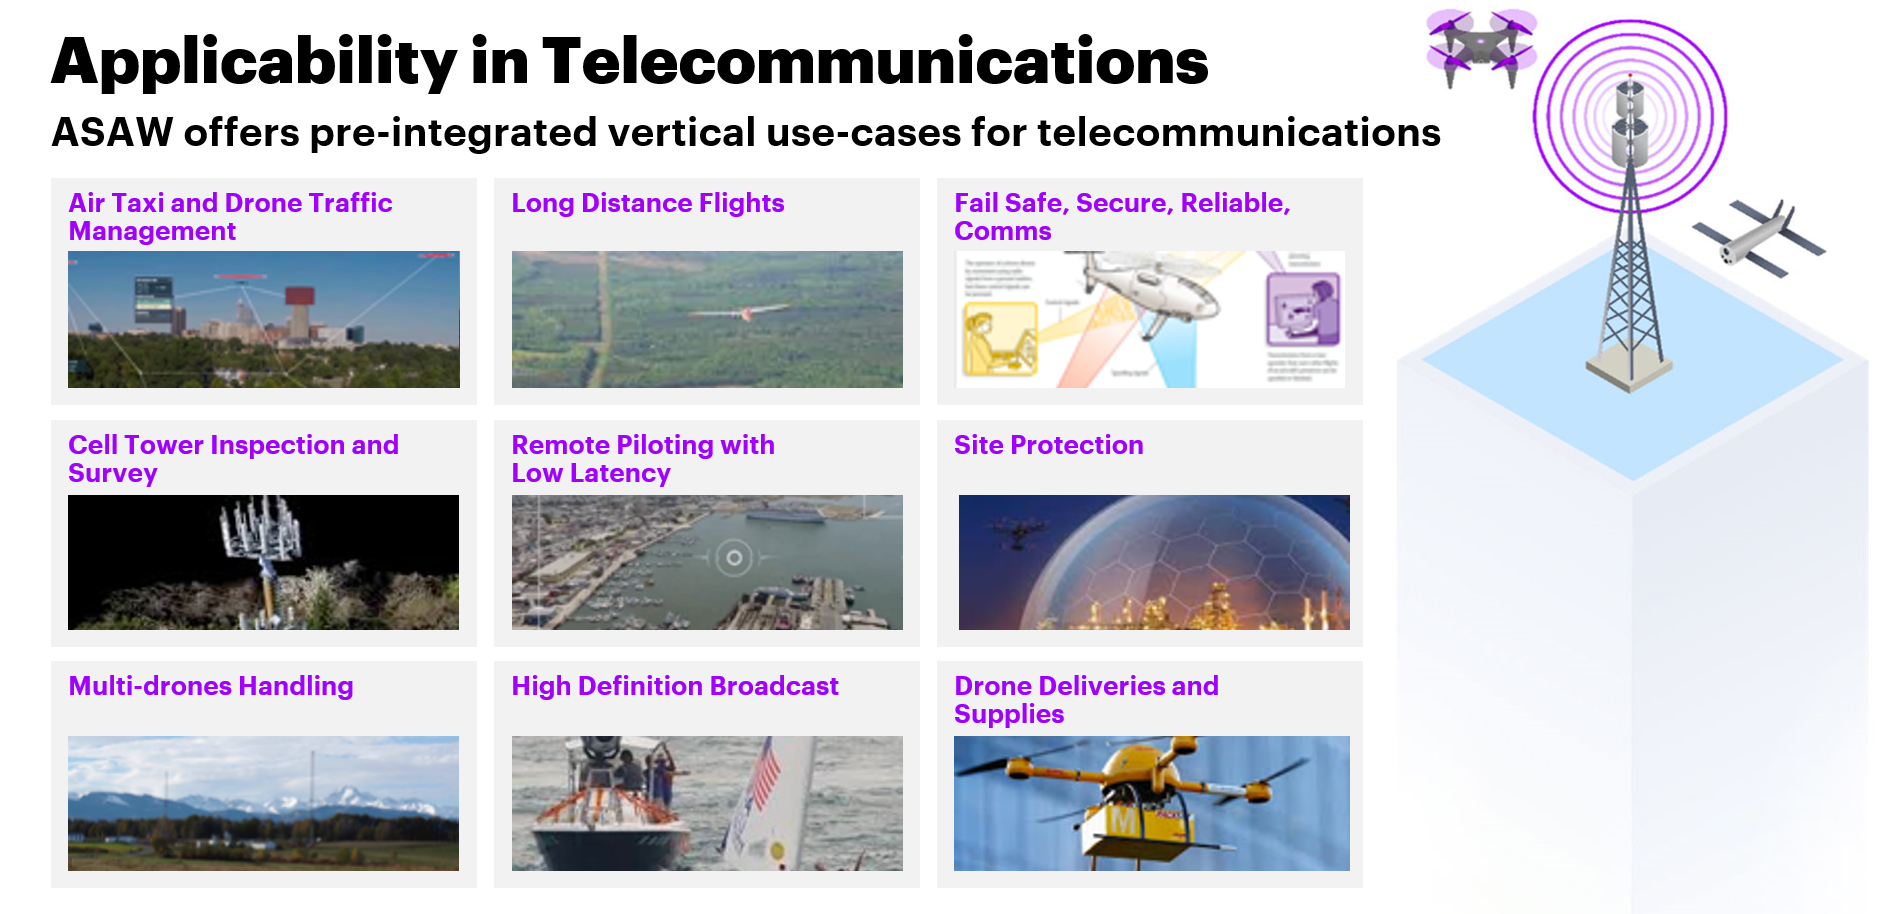 Applicability in Telecommunications
ASAW offers pre-integrated vertical use-cases for telecommunications
Air Taxi and Drone Traffic
Management
Long Distance Flights
Fail Safe, Secure, Reliable,
Comms
Cell Tower Inspection and
Survey
Remote Piloting with
Low Latency
Site Protection
Multi-drones Handling
High Definition Broadcast
Drone Deliveries and
Supplies
M